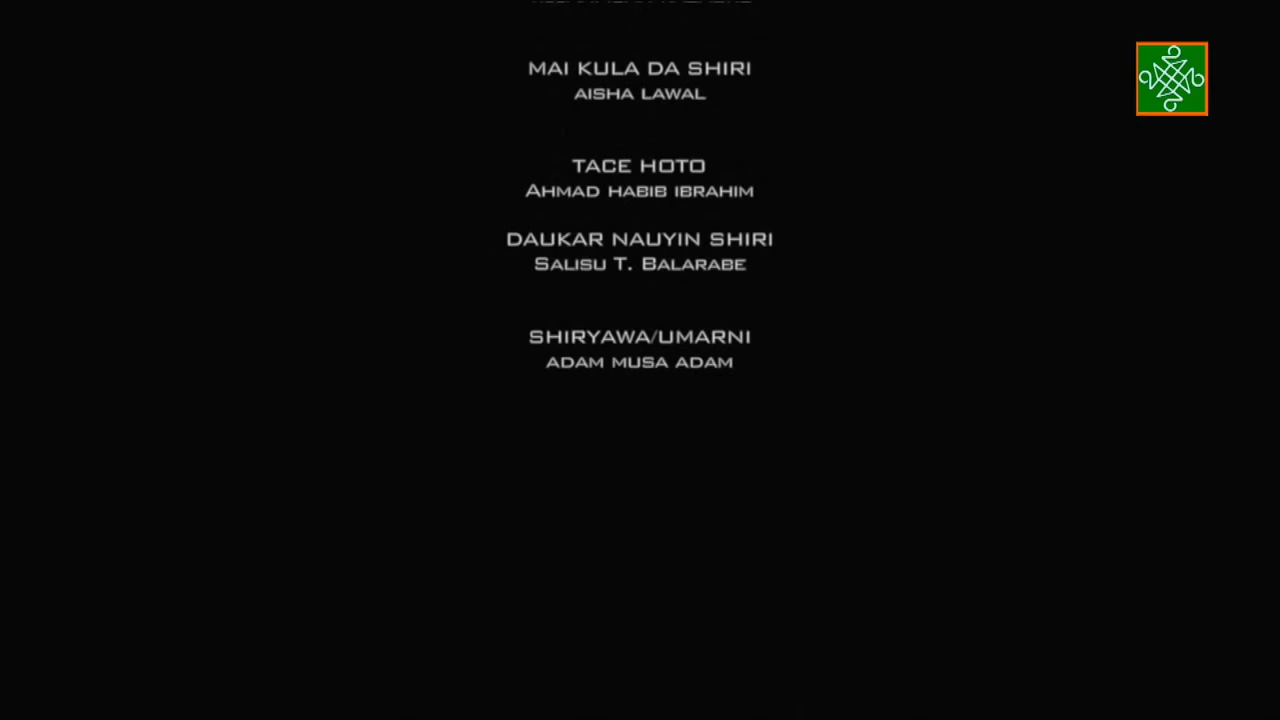 MAI KULA DA SHIRI
AISHA LAWAL
TACE HOTO
AHMAD HABIB IBRAHIM
DAUKAR NAUYIN SHIRI
SALISU T. BALARABE
SHIRYAWA/UMARNI
ADAM MUSA ADAM